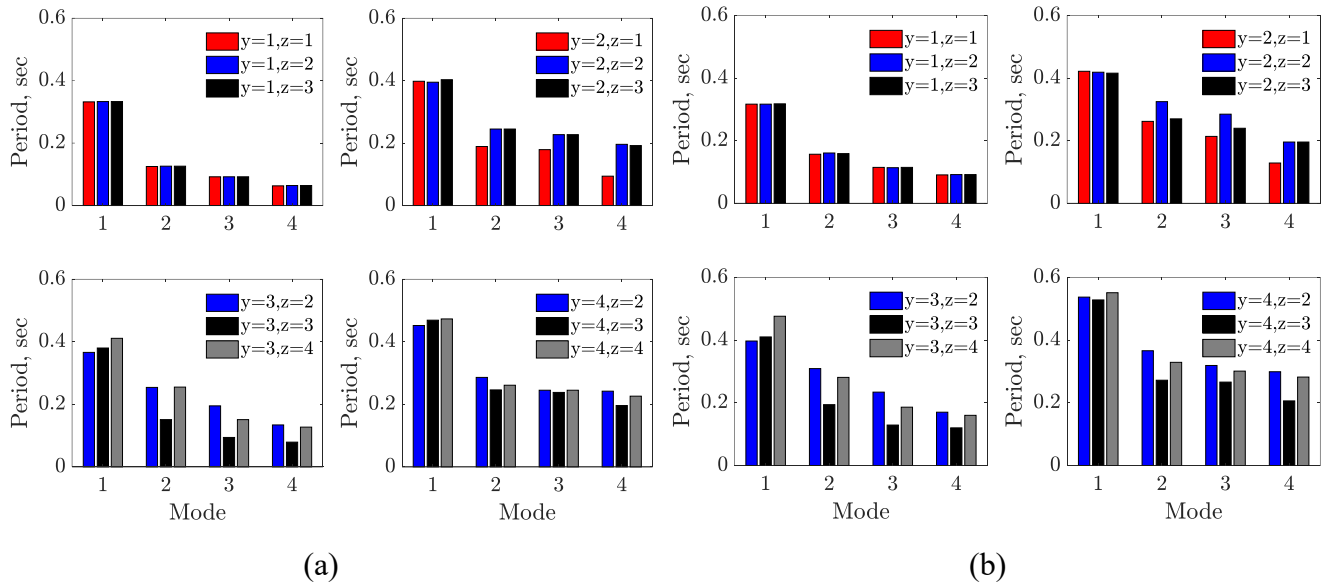 0.6
0.4
0.2
0
Period, sec
1 2 3 4
y=1,z=1
y=1,z=2
y=1,z=3
0.6
0.4
0.2
0
1 2 3 4
y=2,z=1
y=2,z=2
y=2,z=3
0.6
0.4
0.2
0
Period, sec
1 2 3 4
Mode
y=3,z=2
y=3,z=3
y=3,z=4
0.6
0.4
0.2
0
1 2 3 4
Mode
y=4,z=2
y=4,z=3
y=4,z=4
(a)
0.6
0.4
0.2
0
Period, sec
1 2 3 4
y=1,z=1
y=1,z=2
y=1,z=3
0.6
0.4
0.2
0
Period, sec
1 2 3 4
y=2,z=1
y=2,z=2
y=2,z=3
0.6
0.4
0.2
0
Period, sec
1 2 3 4
Mode
y=3,z=2
y=3,z=3
y=3,z=4
0.6
0.4
0.2
0
Period, sec
1 2 3 4
Mode
y=4,z=2
y=4,z=3
y=4,z=4
(b)